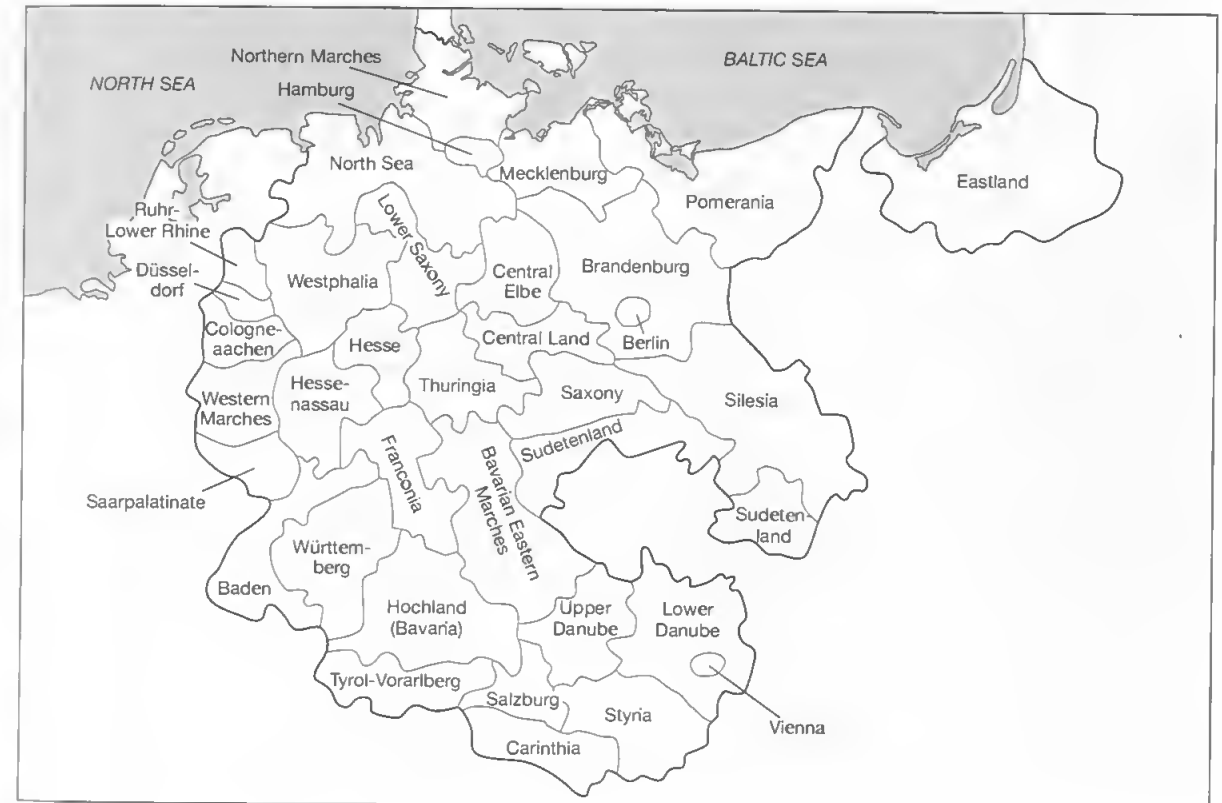 Northern Marches
BALTIC SEA
NORTH SEA
Hamburg
North Sea
Mecklenburg
Eastland
Pomerania
Ruhr-
Lower Rhine
Lower Saxony
Düssel-
dorf
Westphalia
Central
Elbe
Brandenburg
Cologne-
aachen
Hesse
Central Land
Berlin
Western
Marches
Hesse-
nassau
Thuringia
Saxony
Silesia
Sudetenland
Franconia
Bavarian Eastern
Marches
Saarpalatinate
Sudeten-
land
Württem-
berg
Baden
Hochland
(Bavaria)
Upper
Danube
Lower
Danube
Tyrol-Vorarlberg
Salzburg
Styria
Vienna
Carinthia